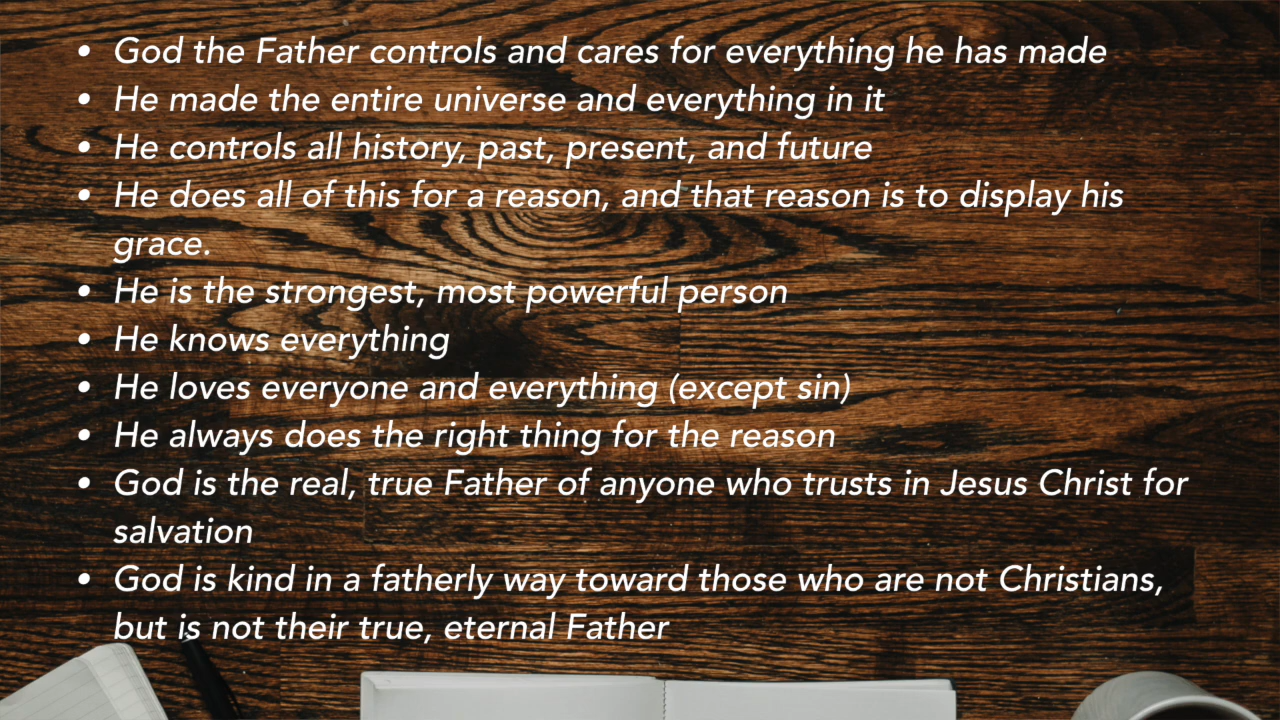 • God the Father controls and cares for everything he has made
• He made the entire universe and everything in it
• He controls all history, past, present, and future
• He does all of this for a reason, and that reason is to display his
grace.
• He is the strongest, most powerful person
• He knows everything
• He loves everyone and everything (except sin)
• He always does the right thing for the reason
• God is the real, true Father of anyone who trusts in Jesus Christ for
salvation
• God is kind in a fatherly way toward those who are not Christians,
but is not their true, eternal Father